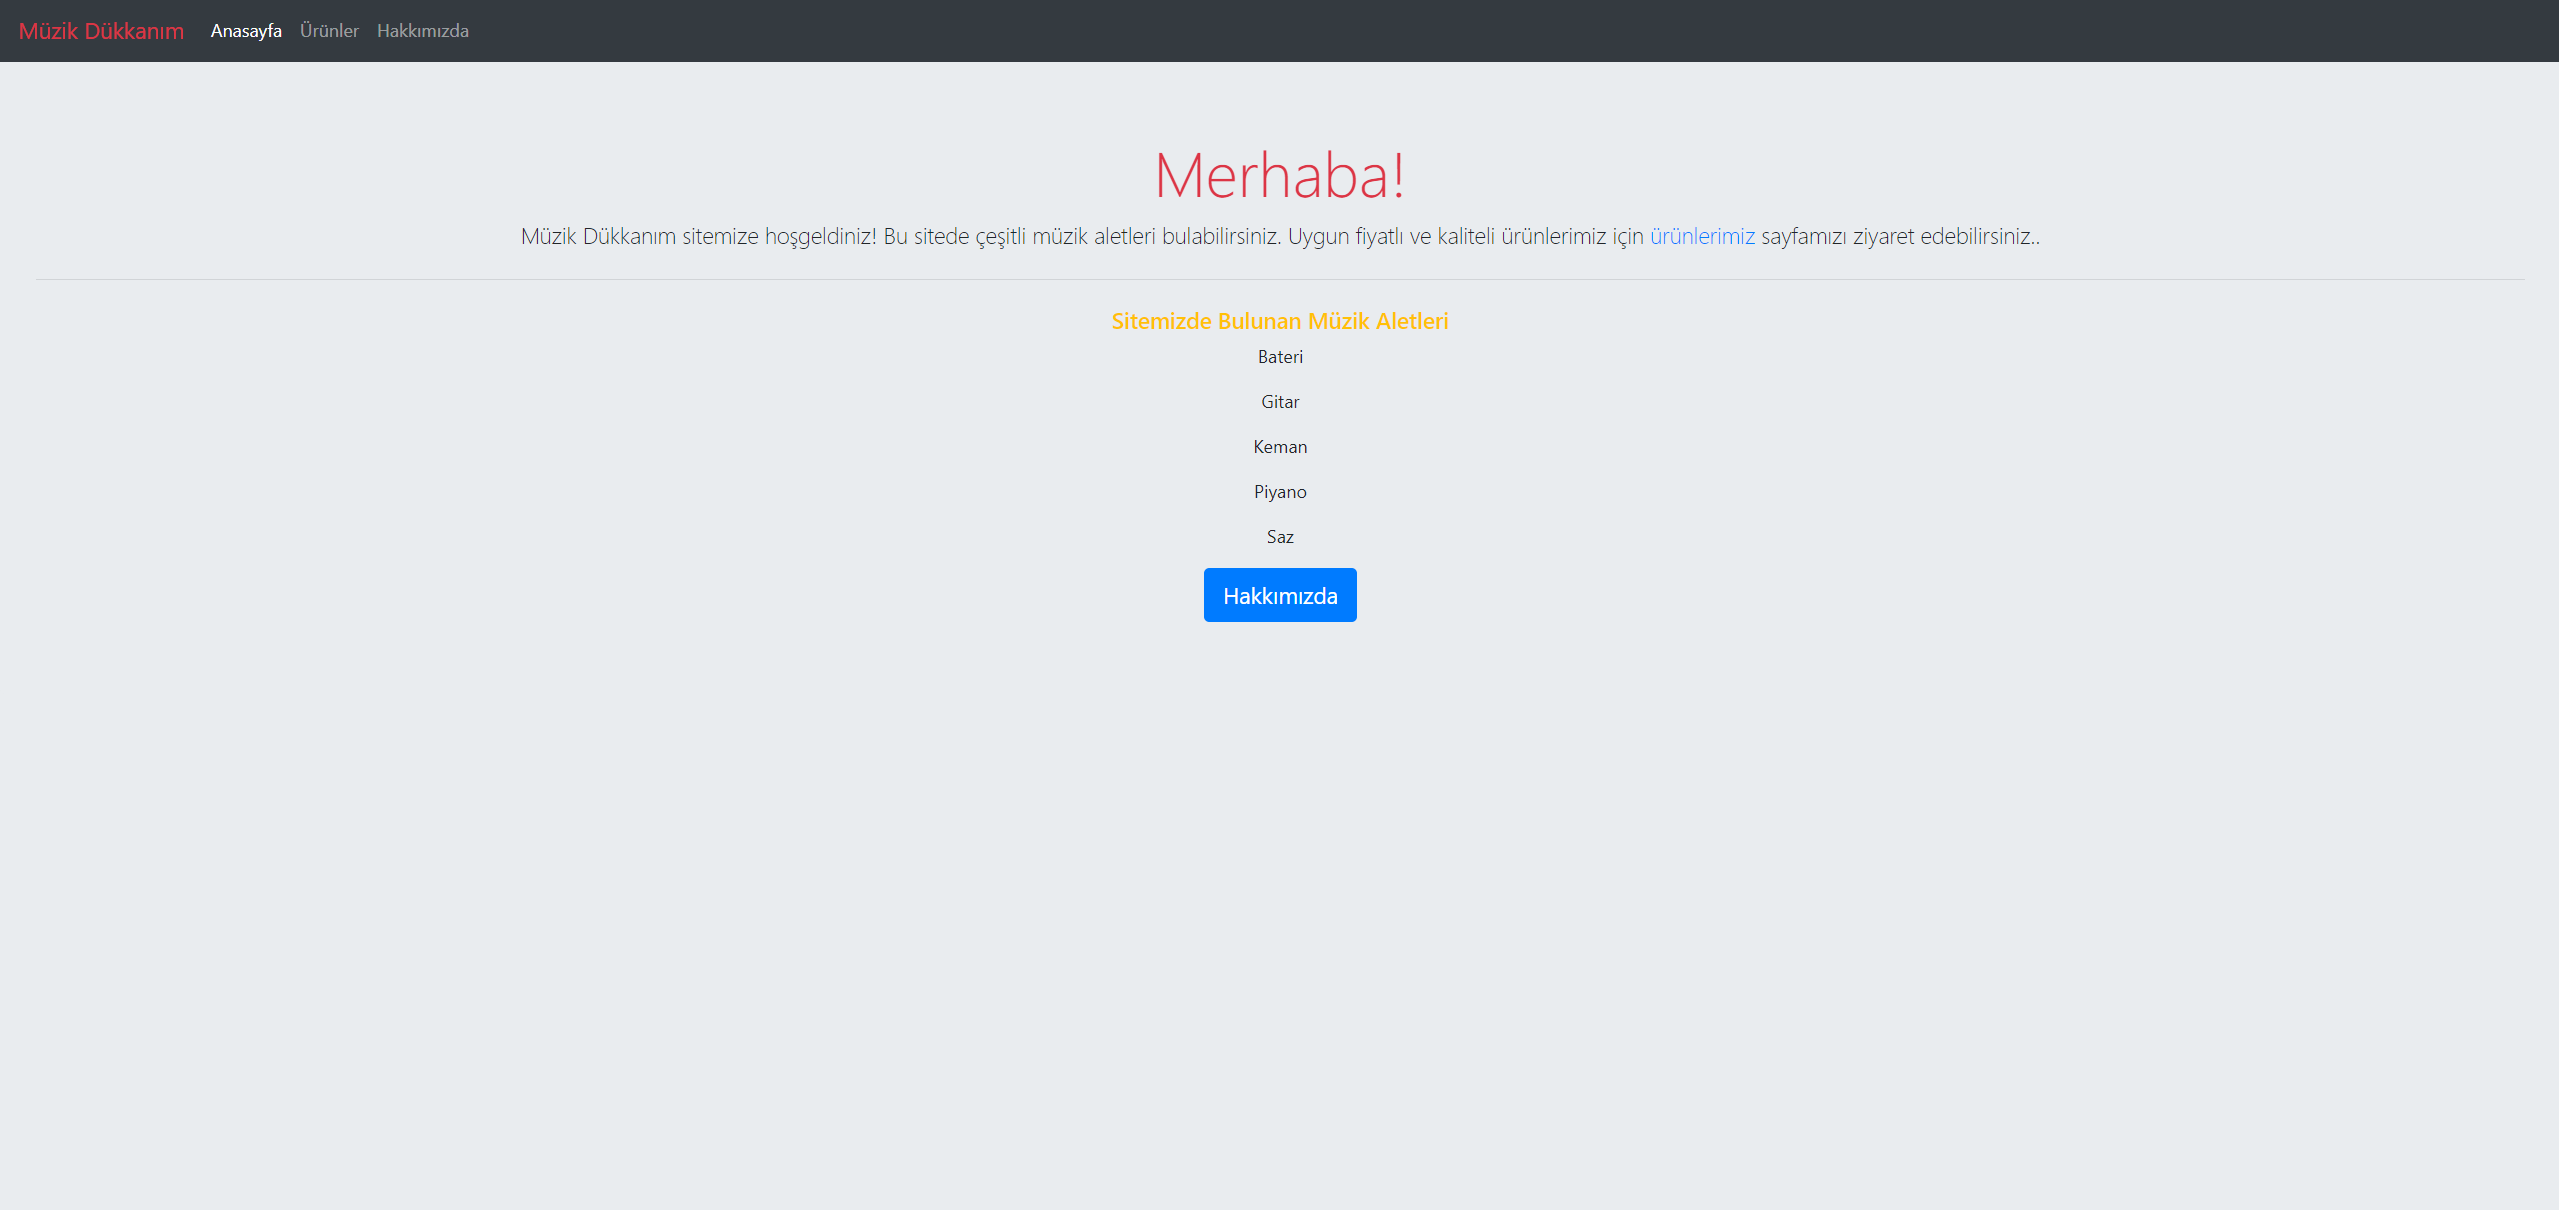 Müzik Dükkanım Anasayfa Ürünler Hakkımızda
Merhaba!
Müzik Dükkanım sitemize hoşgeldiniz! Bu sitede çeşitli müzik aletleri bulabilirsiniz. Uygun fiyatlı ve kaliteli ürünlerimiz için ürünlerimiz sayfamızı ziyaret edebilirsiniz..
Sitemizde Bulunan Müzik Aletleri
Bateri
Gitar
Keman
Piyano
Saz
Hakkımızda